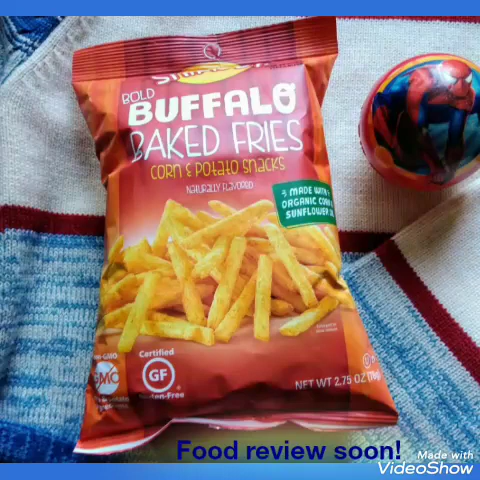 BOLD
BUFFALO
BAKED FRIES
CORN & POTATO SNACKS
NATURALLY FLAVORED
MADE WITH
ORGANIC CORN
SUNFLOWER
Certified
GF
Gluten-Free
GMO
NET WT 2.75 OZ
Food review soon!
Made with
VideoShow